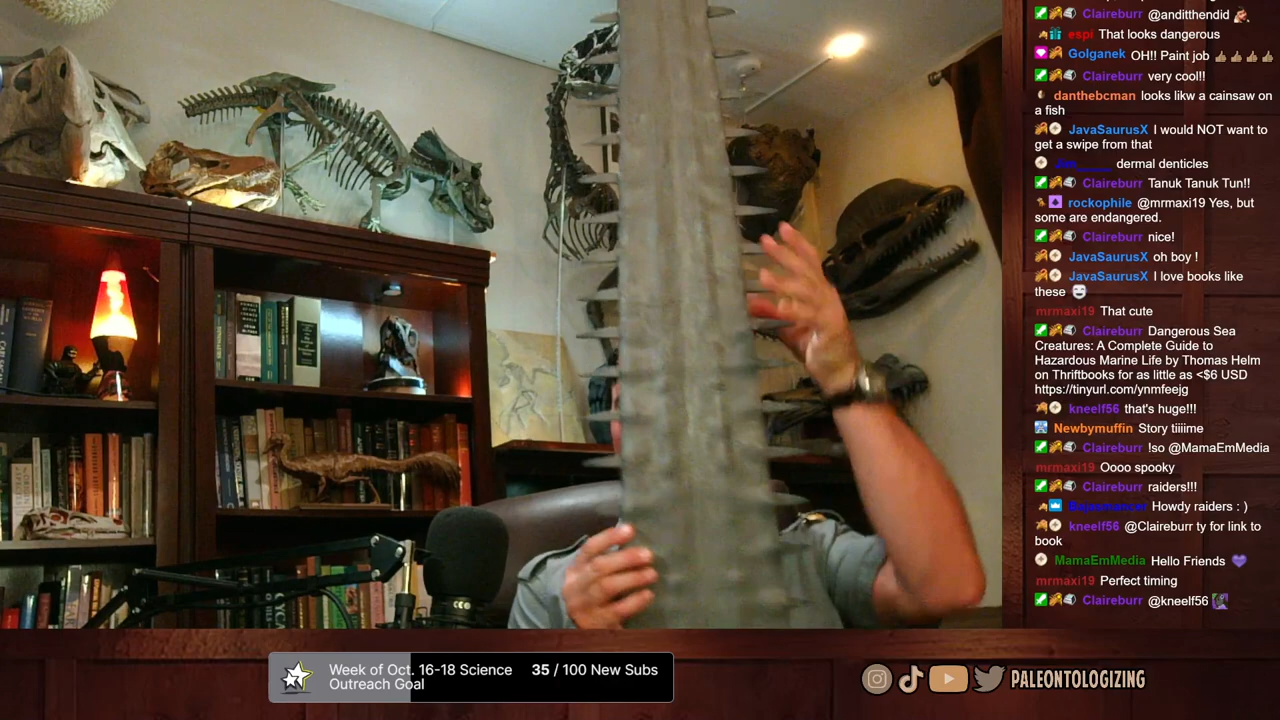 Claireburr @anditthendid
espi That looks dangerous
Golganek OH!! Paint job
Claireburr very cool!!
danthebcman looks likw a cainsaw on
a fish
JavaSaurusX I would NOT want to
get a swipe from that
dermal denticles
Claireburr Tanuk Tanuk Tun!!
rockophile @mrmaxi19 Yes, but
some are endangered.
Claireburr nice!
JavaSaurusX oh boy !
JavaSaurusX I love books like
these
mrmaxi19 That cute
Claireburr Dangerous Sea
Creatures: A Complete Guide to
Hazardous Marine Life by Thomas Helm
on Thriftbooks for as little as <$6 USD
https://tinyurl.com/ynmfeejg
kneelf56 that's huge!!!
Newbymuffin Story tiiiime
Claireburr !so @MamaEmMedia
mrmaxi19 Oooo spooky
Claireburr raiders!!!
Howdy raiders : )
kneelf56 @Claireburr ty for link to
book
MamaEmMedia Hello Friends
mrmaxi19 Perfect timing
Claireburr @kneelf56
Week of Oct. 16-18 Science
Outreach Goal
35 / 100 New Subs
PALEONTOLOGIZING